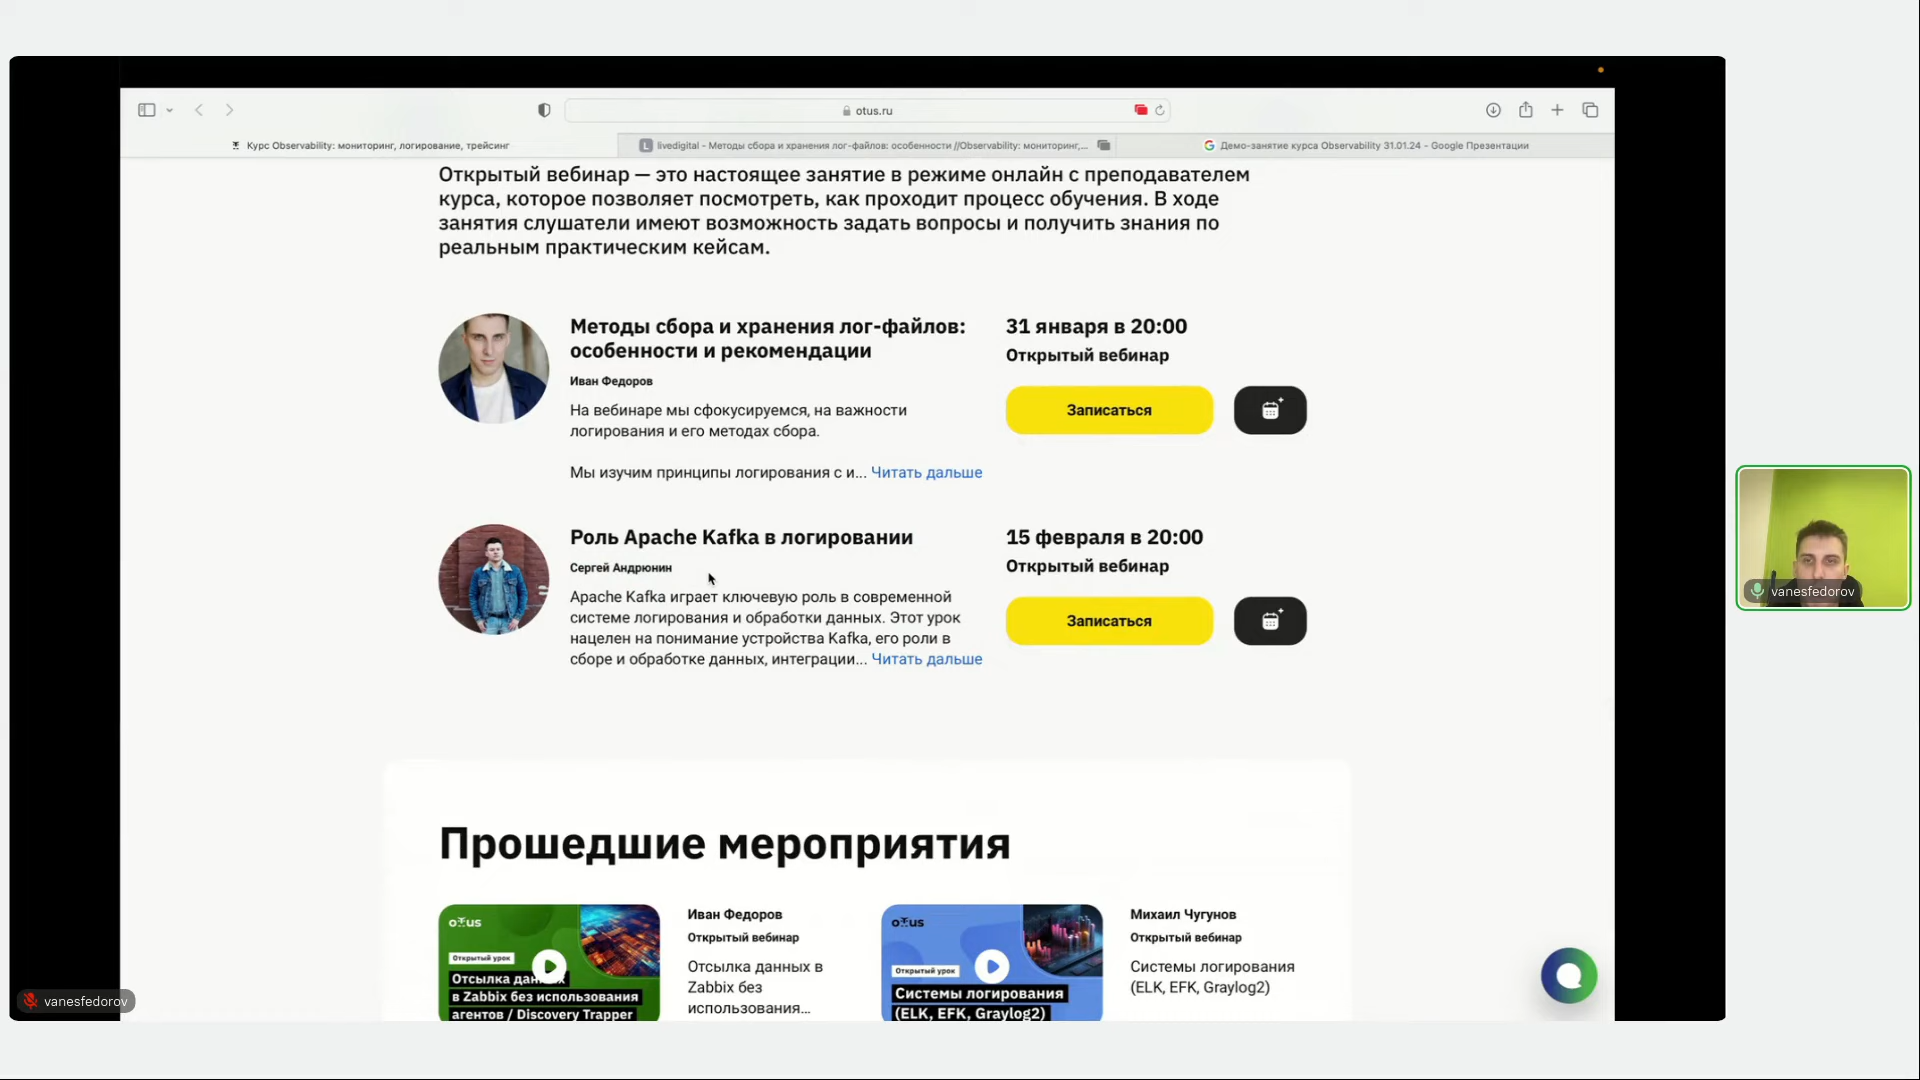 otus.ru
Курс Observability: мониторинг, логирование, трейсинг
livedigital - Методы сбора и хранения лог-файлов: особенности //Observability: мониторинг,...
Демо-занятие курса Observability 31.01.24 - Google Презентации
Открытый вебинар — это настоящее занятие в режиме онлайн с преподавателем
курса, которое позволяет посмотреть, как проходит процесс обучения. В ходе
занятия слушатели имеют возможность задать вопросы и получить знания по
реальным практическим кейсам.
Методы сбора и хранения лог-файлов:
особенности и рекомендации
Иван Федоров
На вебинаре мы сфокусируемся, на важности
логирования и его методах сбора.
Мы изучим принципы логирования с и... Читать дальше
31 января в 20:00
Открытый вебинар
Записаться
Роль Apache Kafka в логировании
Сергей Андрюнин
Apache Kafka играет ключевую роль в современной
системе логирования и обработки данных. Этот урок
нацелен на понимание устройства Kafka, его роли в
сборе и обработке данных, интеграции... Читать дальше
15 февраля в 20:00
Открытый вебинар
Записаться
vanesfedorov
Прошедшие мероприятия
otus
Открытый урок
Отсылка данных
в Zabbix без использования
агентов / Discovery Trapper
Иван Федоров
Открытый вебинар
Отсылка данных в
Zabbix без
использования...
otus
Открытый урок
Системы логирования
(ELK, EFK, Graylog2)
Михаил Чугунов
Открытый вебинар
Системы логирования
(ELK, EFK, Graylog2)
vanesfedorov